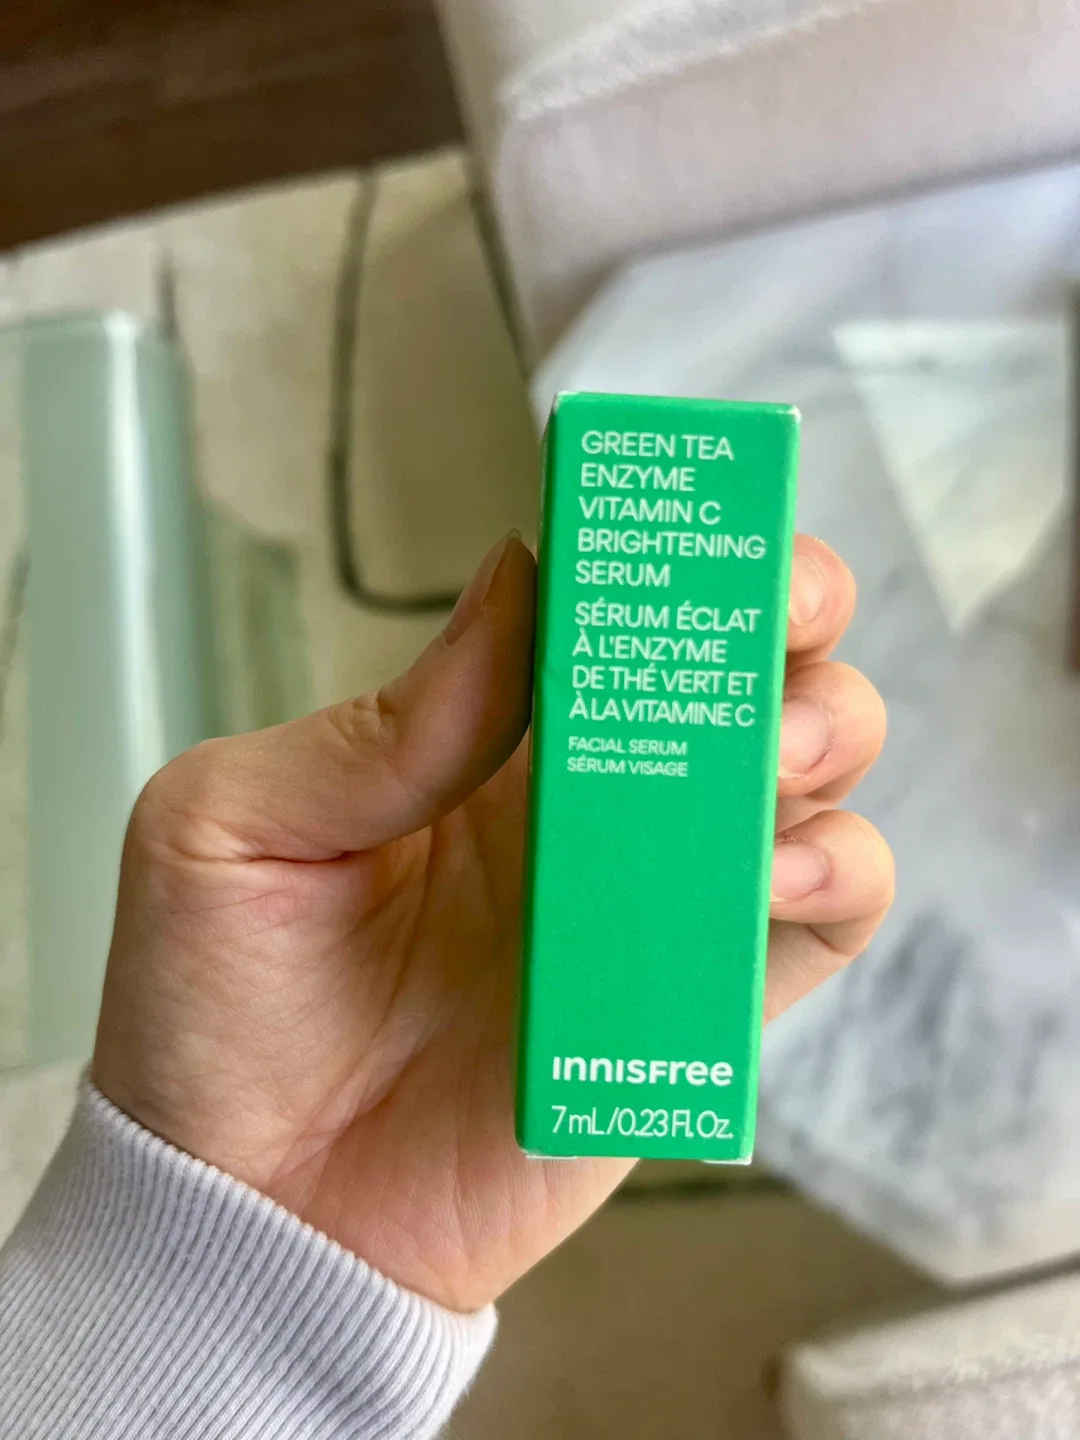 GREEN TEA
ENZYME
VITAMIN C
BRIGHTENING
SERUM
SÉRUM ÉCLAT
À L'ENZYME
DE THÉ VERT ET
À LA VITAMINE C
FACIAL SERUM
SÉRUM VISAGE
INNISFree
7 mL/0.23 Fl. Oz.